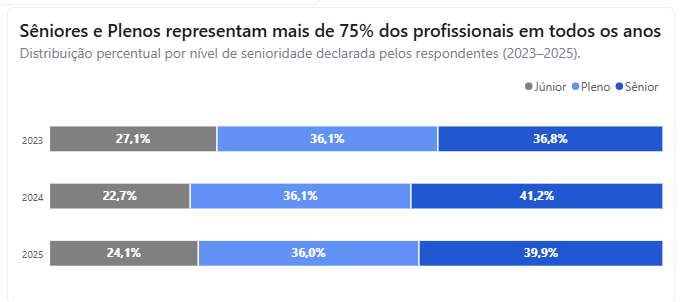 Sêniores e Plenos representam mais de 75% dos profissionais em todos os anos
Distribuição percentual por nível de senioridade declarada pelos respondentes (2023–2025).
Júnior Pleno Sênior
2023 27,1% 36,1% 36,8%
2024 22,7% 36,1% 41,2%
2025 24,1% 36,0% 39,9%